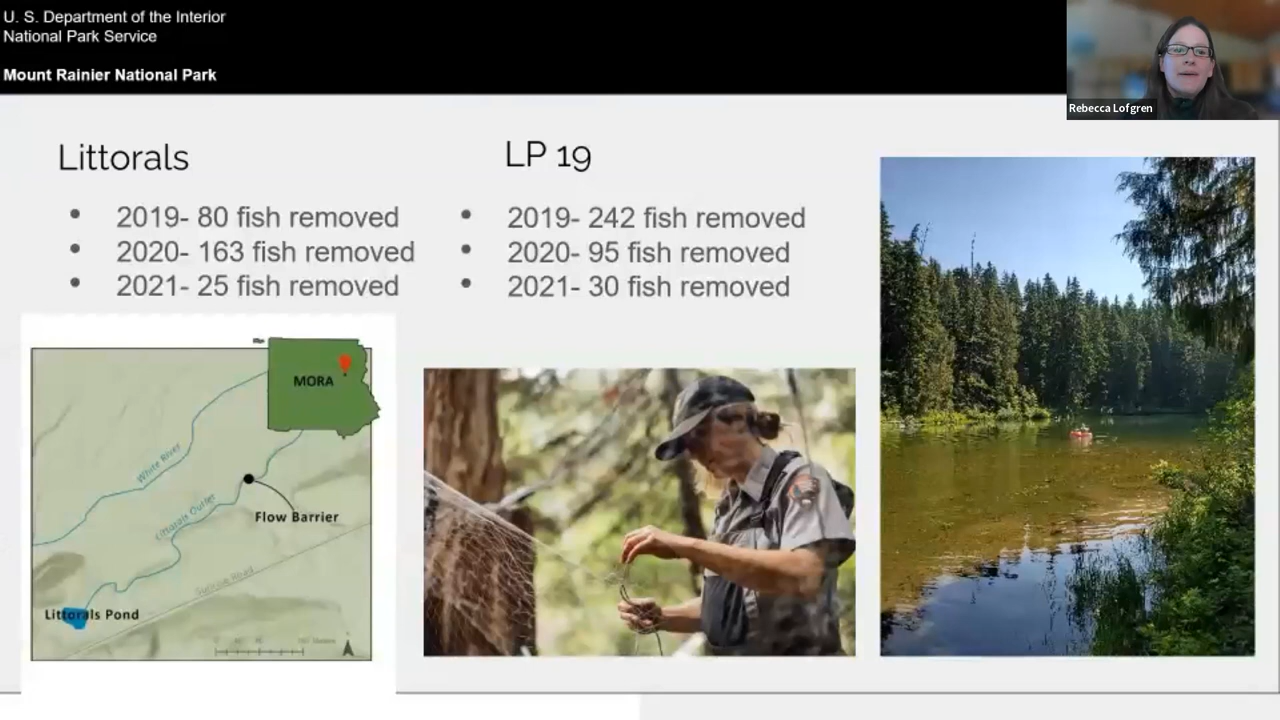 U. S. Department of the Interior
National Park Service
Mount Rainier National Park
Rebecca Lofgren
Littorals
• 2019- 80 fish removed
• 2020- 163 fish removed
• 2021- 25 fish removed
LP 19
• 2019- 242 fish removed
• 2020- 95 fish removed
• 2021- 30 fish removed
MORA
White River
Littorals Outlet
Flow Barrier
Sunrise Road
Littorals Pond